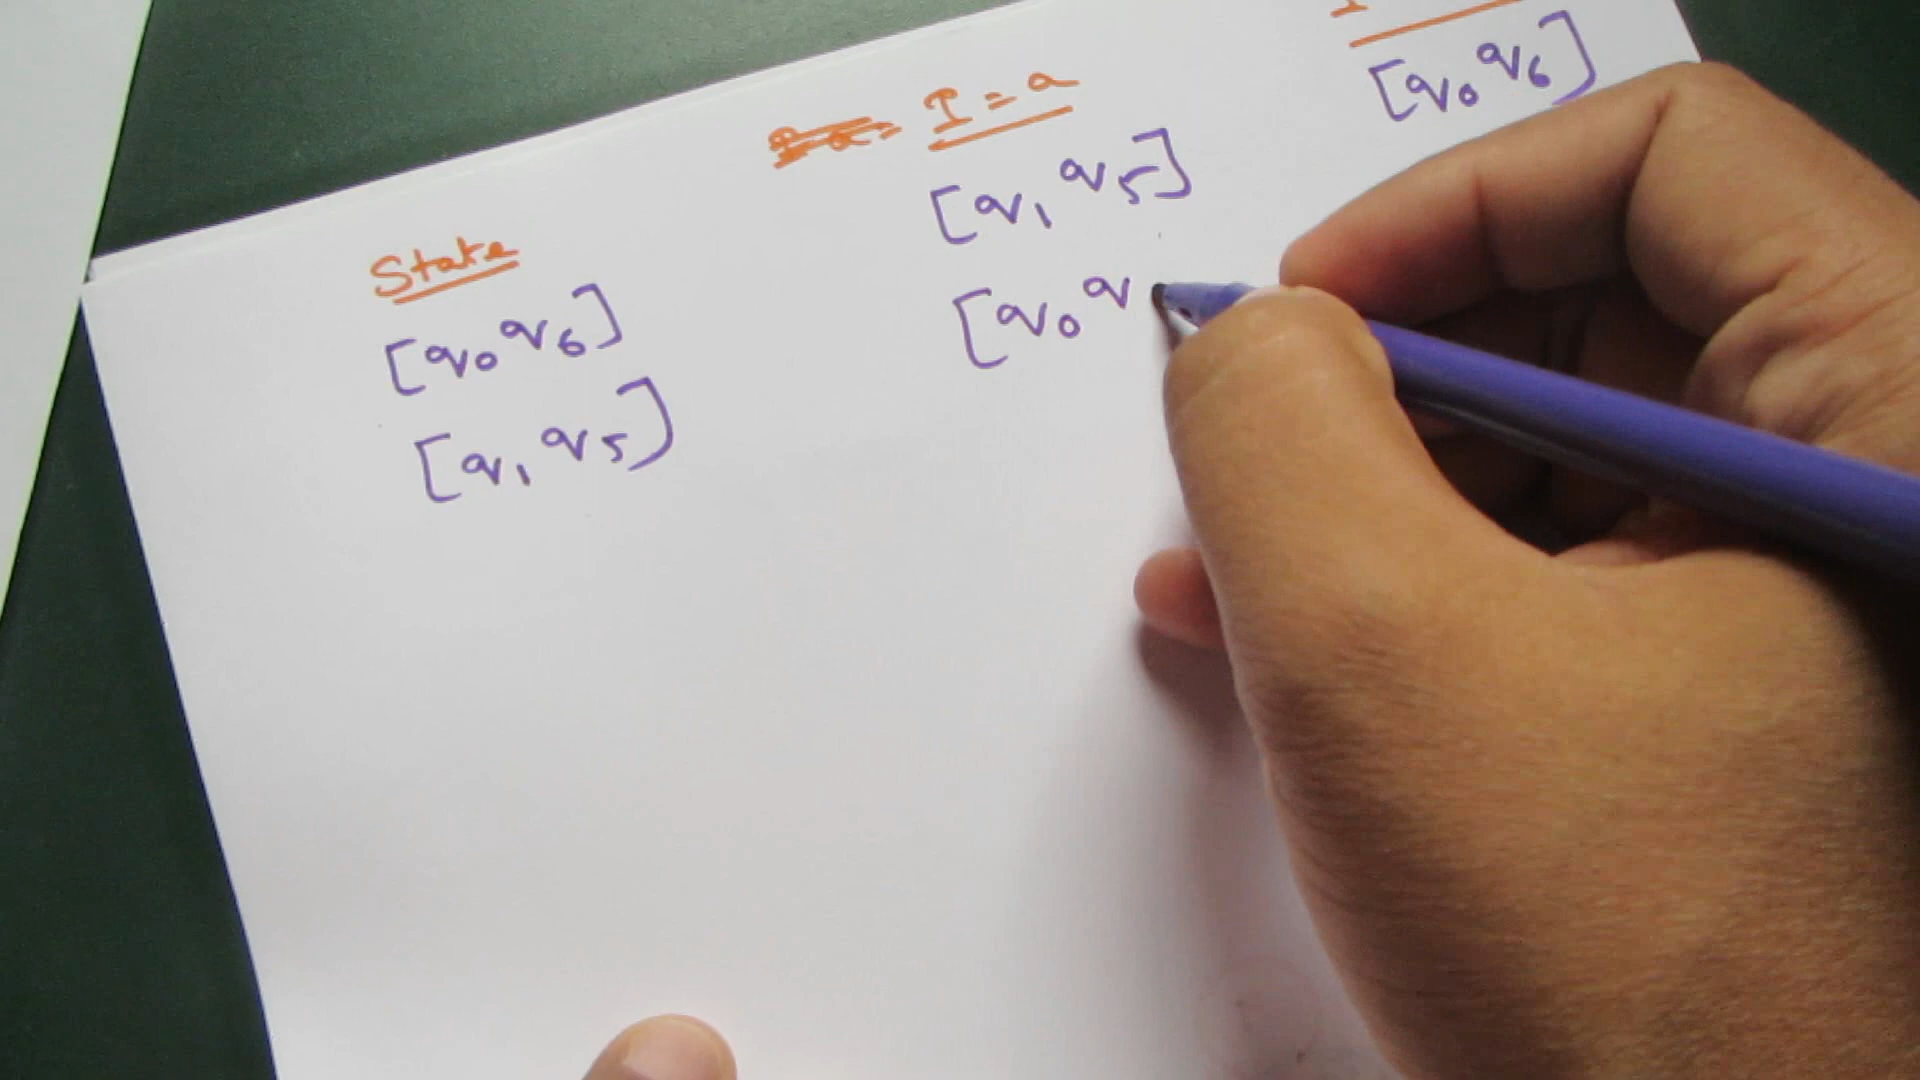 State I = a
[q0 q6] [q1 q5] [q0 q6]
[q1 q5] [q0 q